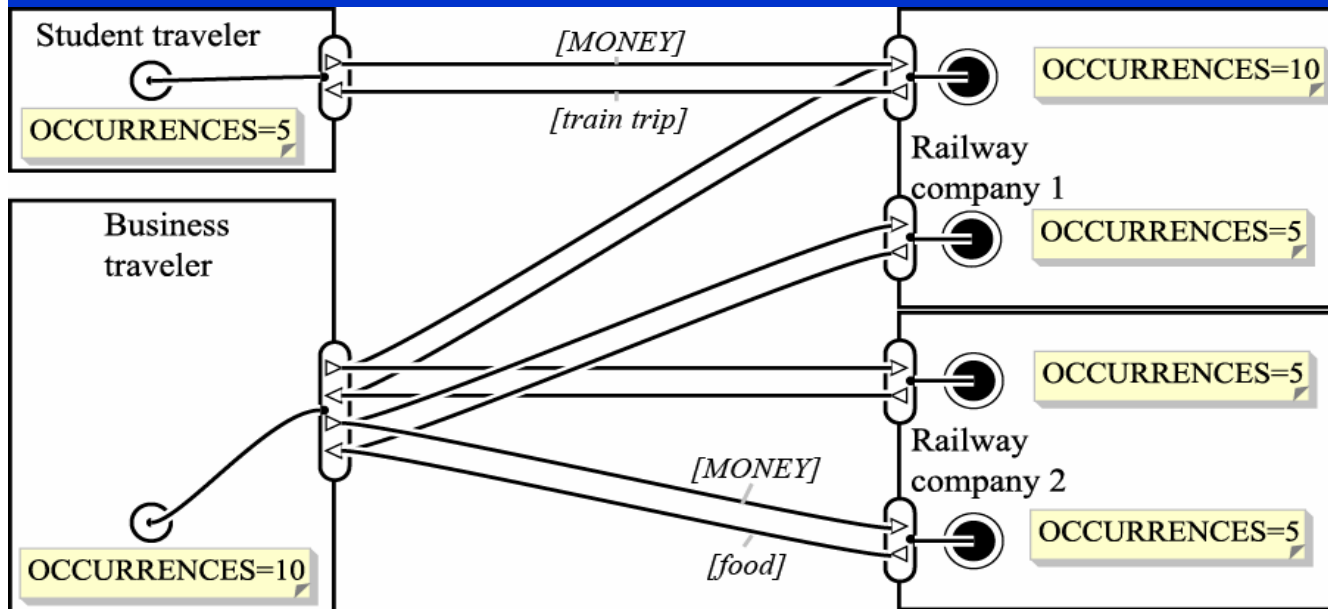 Student traveler
OCCURRENCES=5
[MONEY]
[train trip]
OCCURRENCES=10
Railway
company 1
OCCURRENCES=5
Business
traveler
OCCURRENCES=10
OCCURRENCES=5
Railway
company 2
[MONEY]
[food]
OCCURRENCES=5